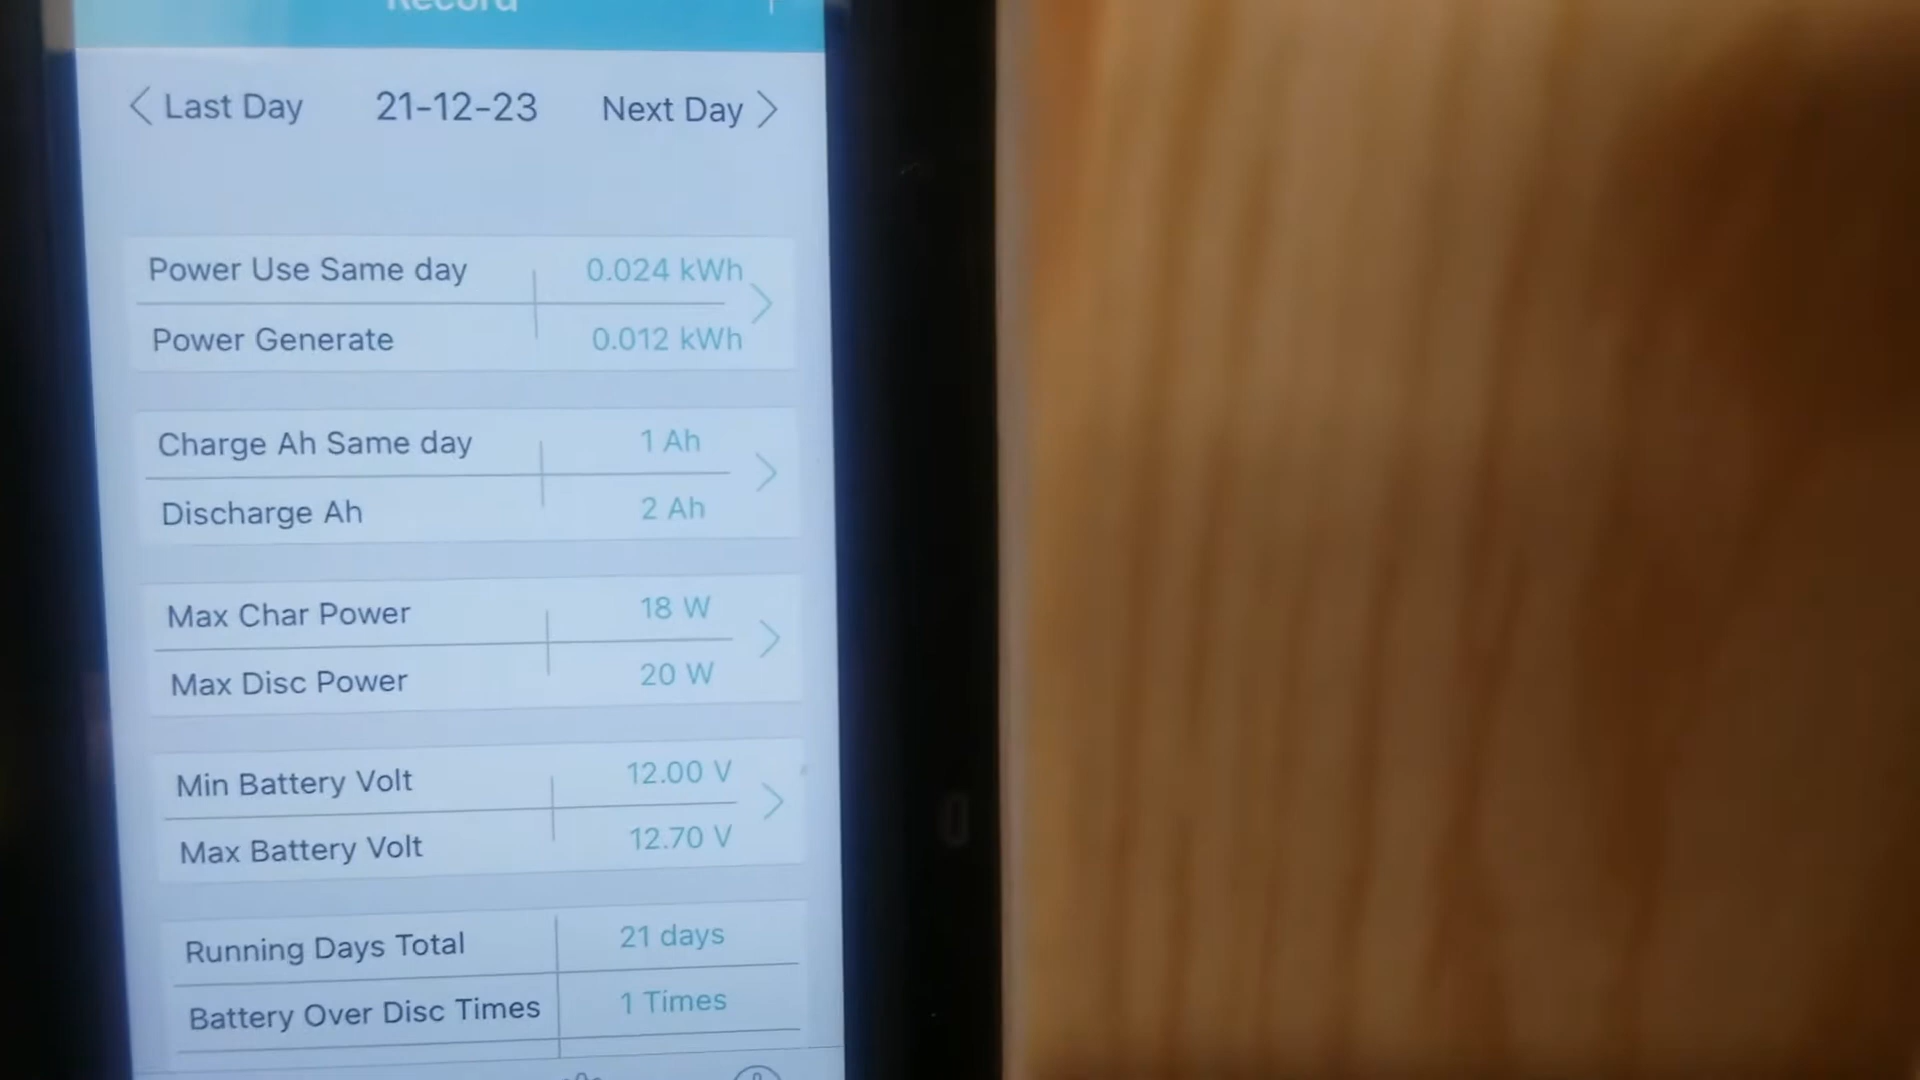 Record
Last Day 21-12-23 Next Day
Power Use Same day 0.024 kWh
Power Generate 0.012 kWh
Charge Ah Same day 1 Ah
Discharge Ah 2 Ah
Max Char Power 18 W
Max Disc Power 20 W
Min Battery Volt 12.00 V
Max Battery Volt 12.70 V
Running Days Total 21 days
Battery Over Disc Times 1 Times